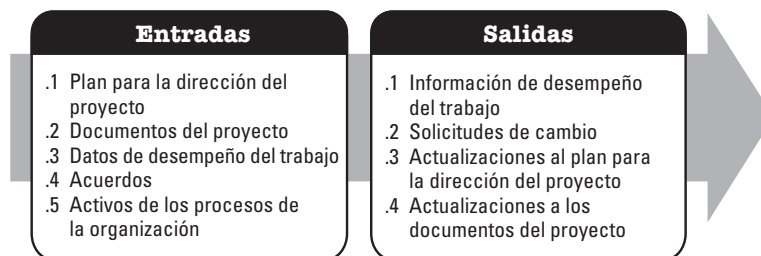 Entradas
.1 Plan para la dirección del
proyecto
.2 Documentos del proyecto
.3 Datos de desempeño del trabajo
.4 Acuerdos
.5 Activos de los procesos de
la organización
Salidas
.1 Información de desempeño
del trabajo
.2 Solicitudes de cambio
.3 Actualizaciones al plan para
la dirección del proyecto
.4 Actualizaciones a los
documentos del proyecto